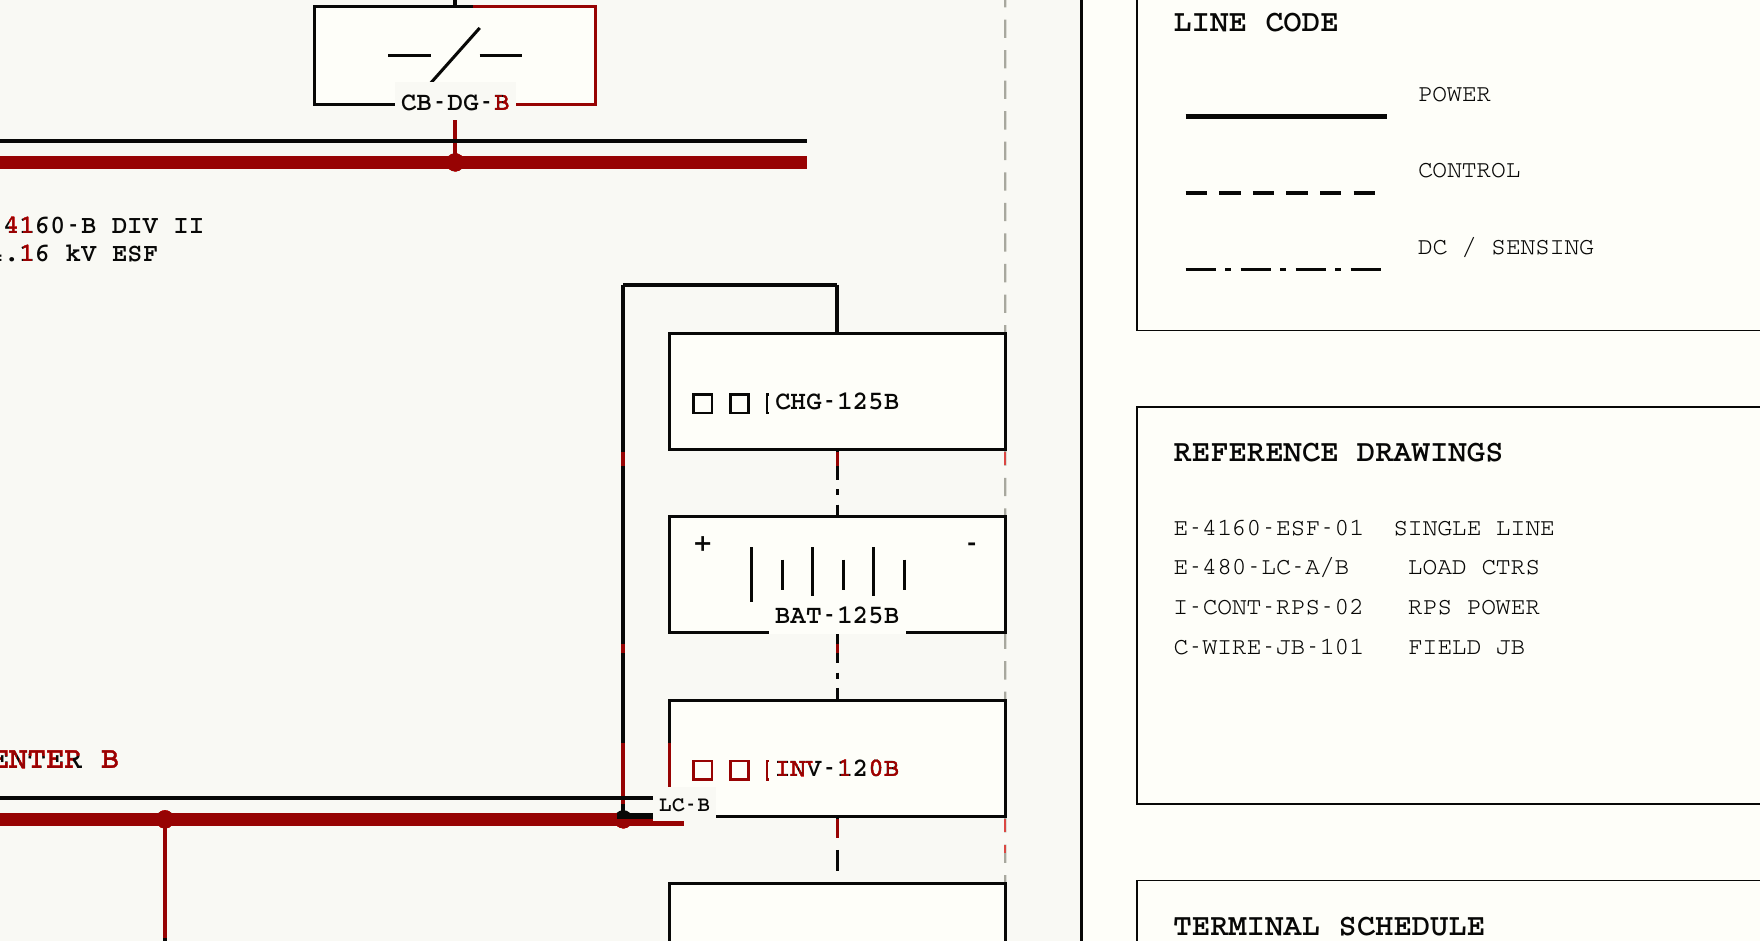 CB-DG-B
4160-B DIV II
.16 kV ESF
CHG-125B
+ -
BAT-125B
INV-120B
ENTER B
LC-B
LINE CODE
POWER
CONTROL
DC / SENSING
REFERENCE DRAWINGS
E-4160-ESF-01 SINGLE LINE
E-480-LC-A/B LOAD CTRS
I-CONT-RPS-02 RPS POWER
C-WIRE-JB-101 FIELD JB
TERMINAL SCHEDULE